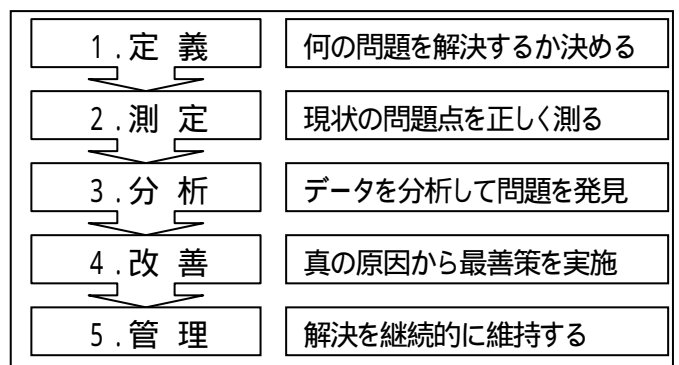 1.定 義
何の問題を解決するか決める
2.測 定
現状の問題点を正しく測る
3.分 析
データを分析して問題を発見
4.改 善
真の原因から最善策を実施
5.管 理
解決を継続的に維持する